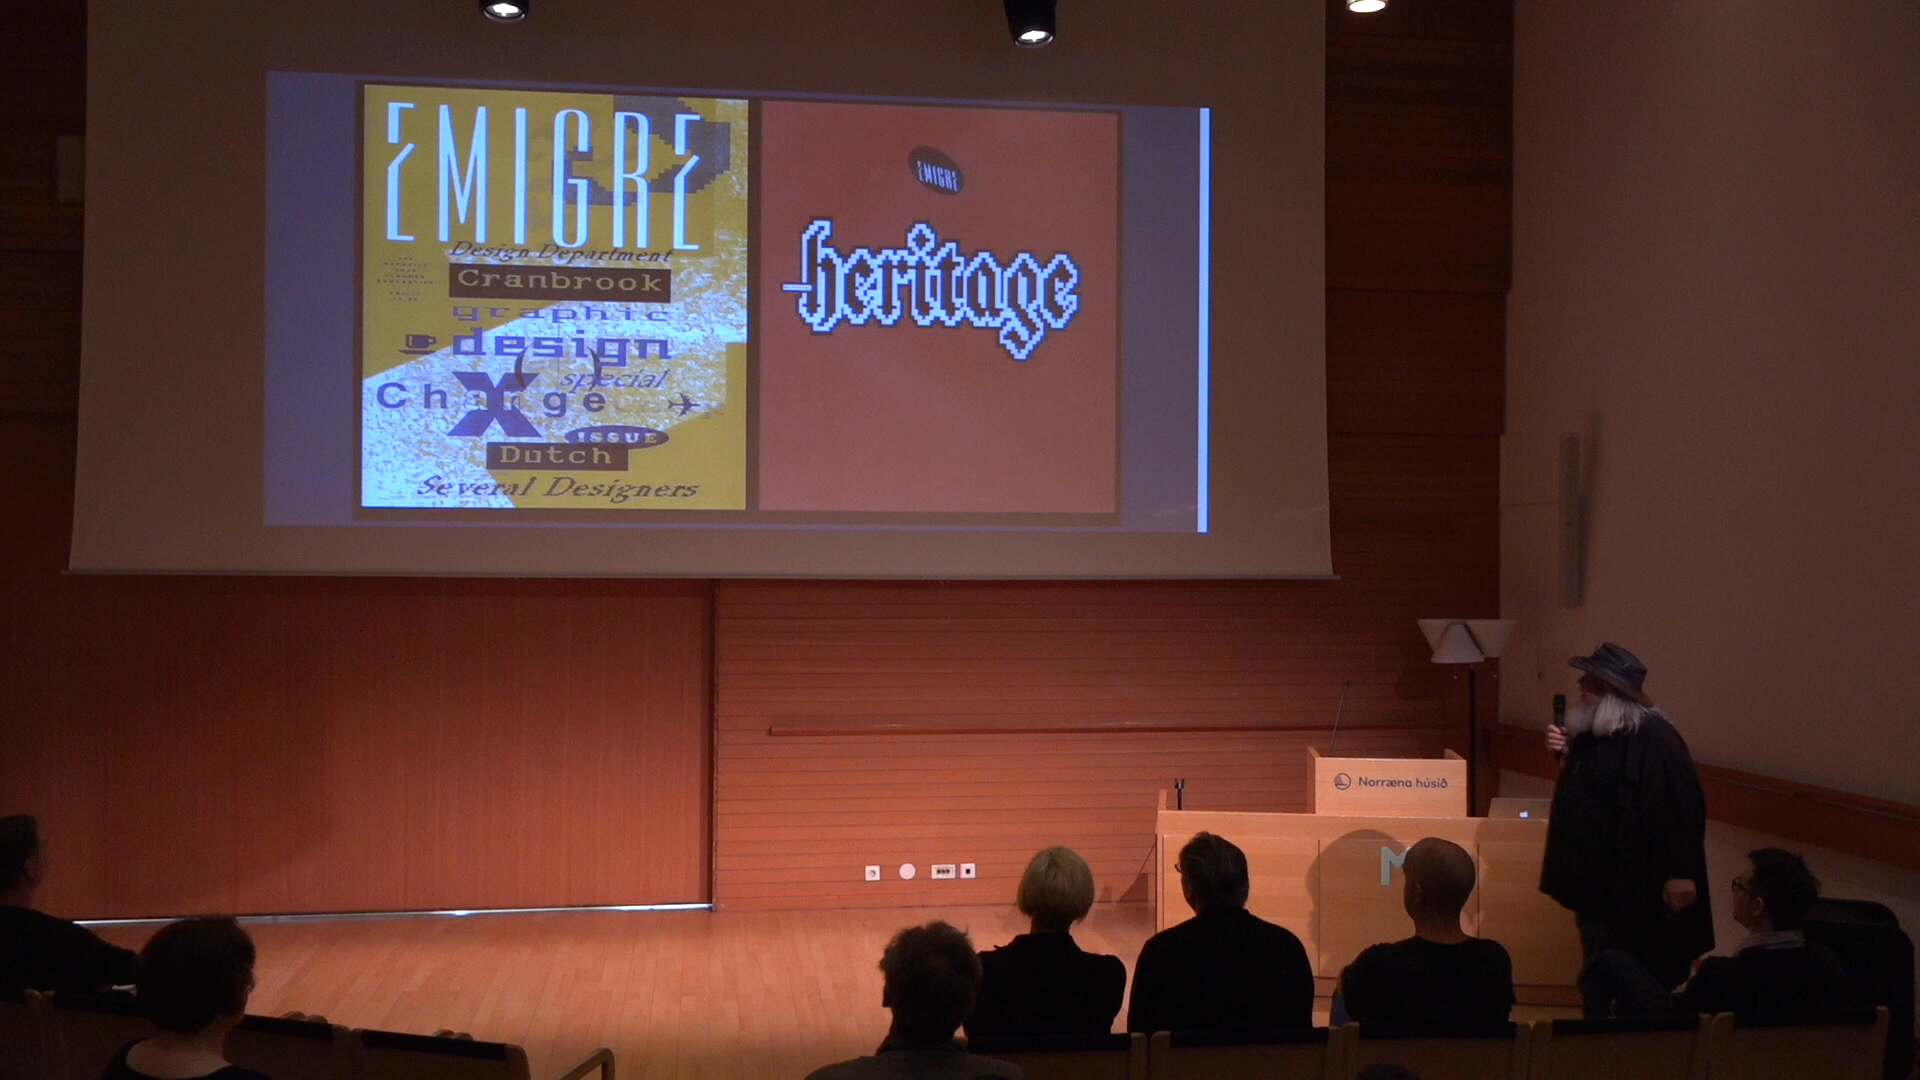 EMIGRE
Design Department
Cranbrook
graphic
design
special
Change
X
ISSUE
Dutch
Several Designers
EMIGRE
heritage
Norræna húsið
M